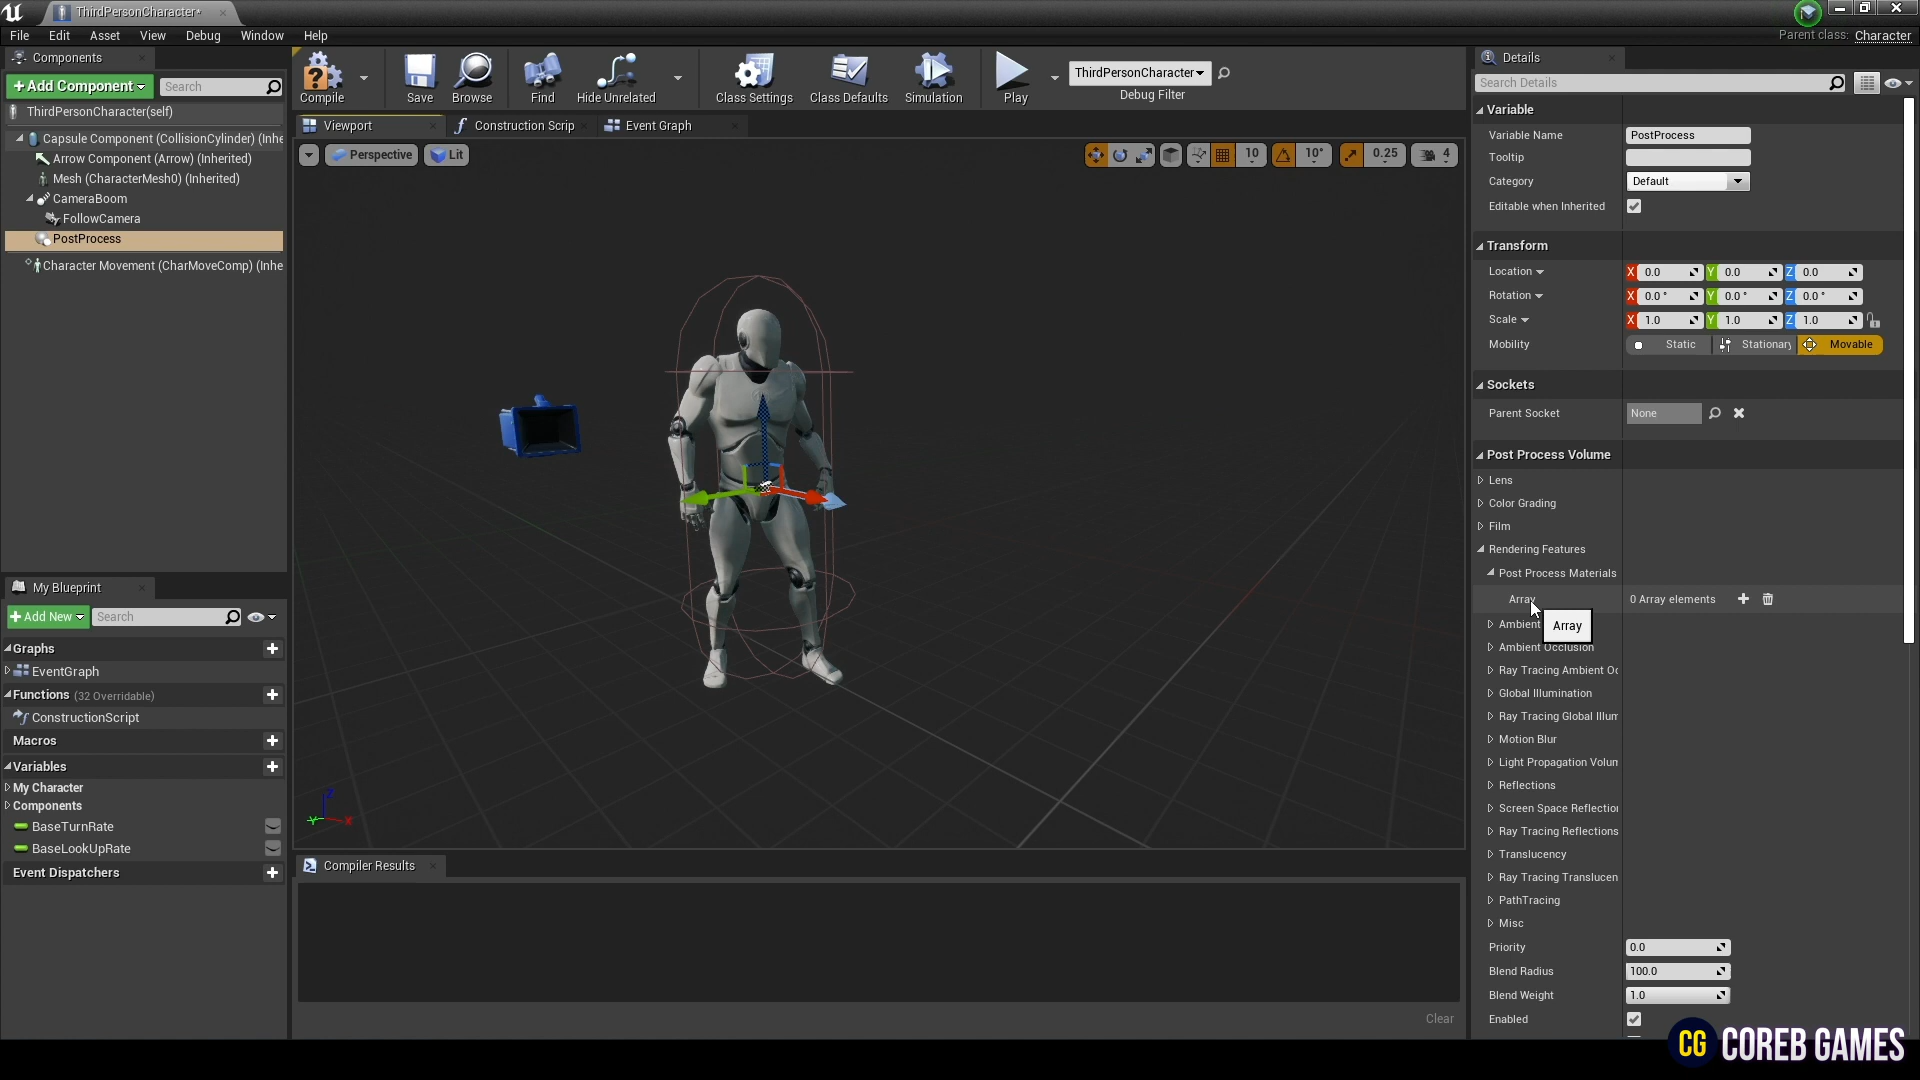 ThirdPersonCharacter*
File Edit Asset View Debug Window Help
Parent class: Character
Components
+ Add Component
Search
ThirdPersonCharacter(self)
Capsule Component (CollisionCylinder) (Inhe
Arrow Component (Arrow) (Inherited)
Mesh (CharacterMesh0) (Inherited)
CameraBoom
FollowCamera
PostProcess
Character Movement (CharMoveComp) (Inhe
My Blueprint
+ Add New
Search
Graphs
EventGraph
Functions (32 Overridable)
ConstructionScript
Macros
Variables
My Character
Components
BaseTurnRate
BaseLookUpRate
Event Dispatchers
Compile Save Browse Find Hide Unrelated Class Settings Class Defaults Simulation Play
ThirdPersonCharacter
Debug Filter
Viewport Construction Scrip Event Graph
Perspective Lit 10 10° 0.25 4
Z
Y X
Compiler Results
Clear
Details
Search Details
Variable
Variable Name PostProcess
Tooltip
Category Default
Editable when Inherited
Transform
Location X 0.0 Y 0.0 Z 0.0
Rotation X 0.0 ° Y 0.0 ° Z 0.0 °
Scale X 1.0 Y 1.0 Z 1.0
Mobility Static Stationary Movable
Sockets
Parent Socket None
Post Process Volume
Lens
Color Grading
Film
Rendering Features
Post Process Materials
Array 0 Array elements
Ambient
Array
Ambient Occlusion
Ray Tracing Ambient Oc
Global Illumination
Ray Tracing Global Illum
Motion Blur
Light Propagation Volum
Reflections
Screen Space Reflection
Ray Tracing Reflections
Translucency
Ray Tracing Translucen
PathTracing
Misc
Priority 0.0
Blend Radius 100.0
Blend Weight 1.0
Enabled
CG COREB GAMES